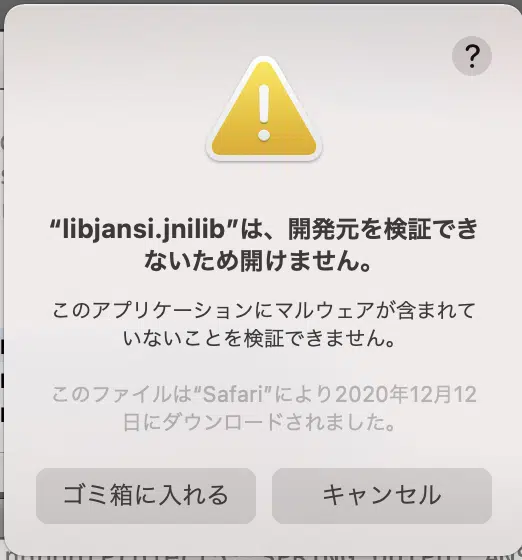 ?
“libjansi.jnilib”は、開発元を検証でき
ないため開けません。
このアプリケーションにマルウェアが含まれて
いないことを検証できません。
このファイルは“Safari”により2020年12月12
日にダウンロードされました。
ゴミ箱に入れる
キャンセル